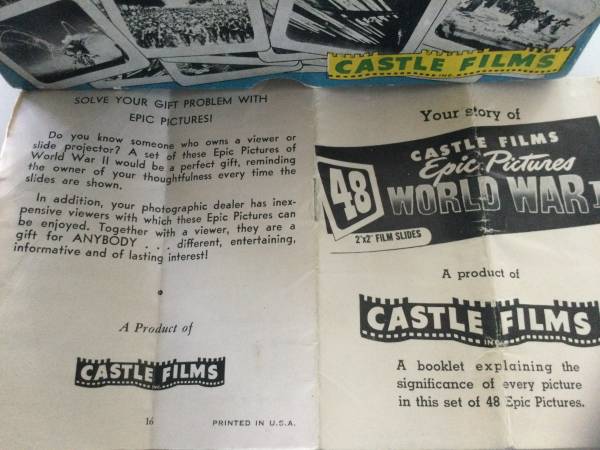 CASTLE FILMS
INC.
SOLVE YOUR GIFT PROBLEM WITH
EPIC PICTURES!
Do you know someone who owns a viewer or
slide projector? A set of these Epic Pictures of
World War II would be a perfect gift, reminding
the owner of your thoughtfulness every time the
slides are shown.
In addition, your photographic dealer has inex-
pensive viewers with which these Epic Pictures can
be enjoyed. Together with a viewer, they are a
gift for ANYBODY . . . different, entertaining,
informative and of lasting interest!
A Product of
CASTLE FILMS
INC.
16
PRINTED IN U.S.A.
Your story of
CASTLE FILMS
Epic Pictures
48
WORLD WAR I
2"x2" FILM SLIDES
A product of
CASTLE FILMS
INC.
A booklet explaining the
significance of every picture
in this set of 48 Epic Pictures.